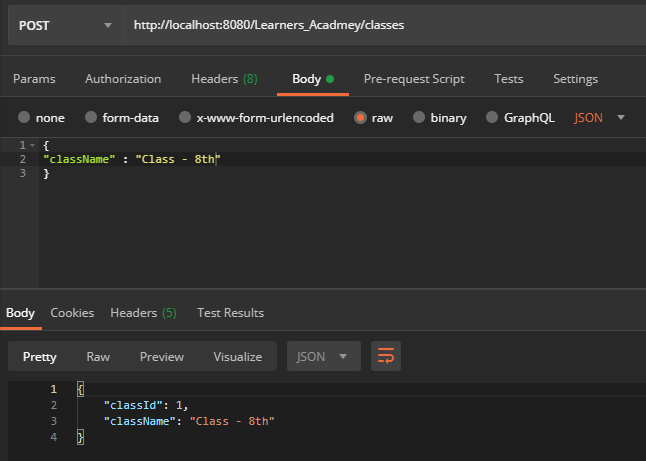 POST http://localhost:8080/Learners_Acadmey/classes
Params Authorization Headers (8) Body Pre-request Script Tests Settings
none form-data x-www-form-urlencoded raw binary GraphQL JSON
1 {
2 "className" : "Class - 8th"
3 }
Body Cookies Headers (5) Test Results
Pretty Raw Preview Visualize JSON
1 {
2 "classId": 1,
3 "className": "Class - 8th"
4 }